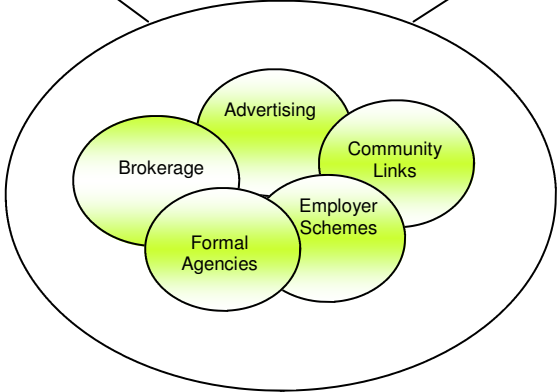 Advertising
Community
Links
Brokerage
Employer
Schemes
Formal
Agencies